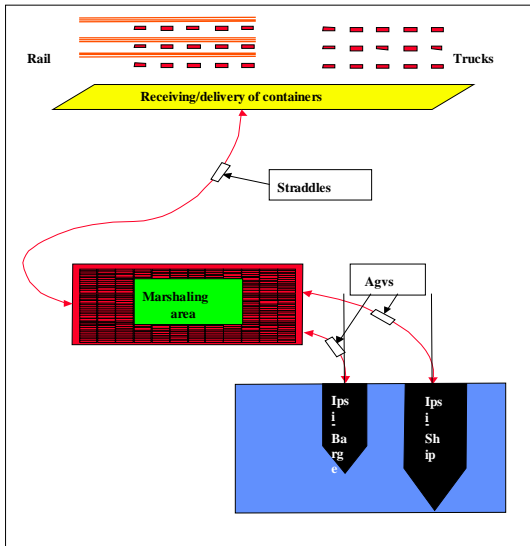 Rail
Trucks
Receiving/delivery of containers
Straddles
Marshaling
area
Agvs
Ips
i-
Bar
ge
Ips
i-
Sh
ip